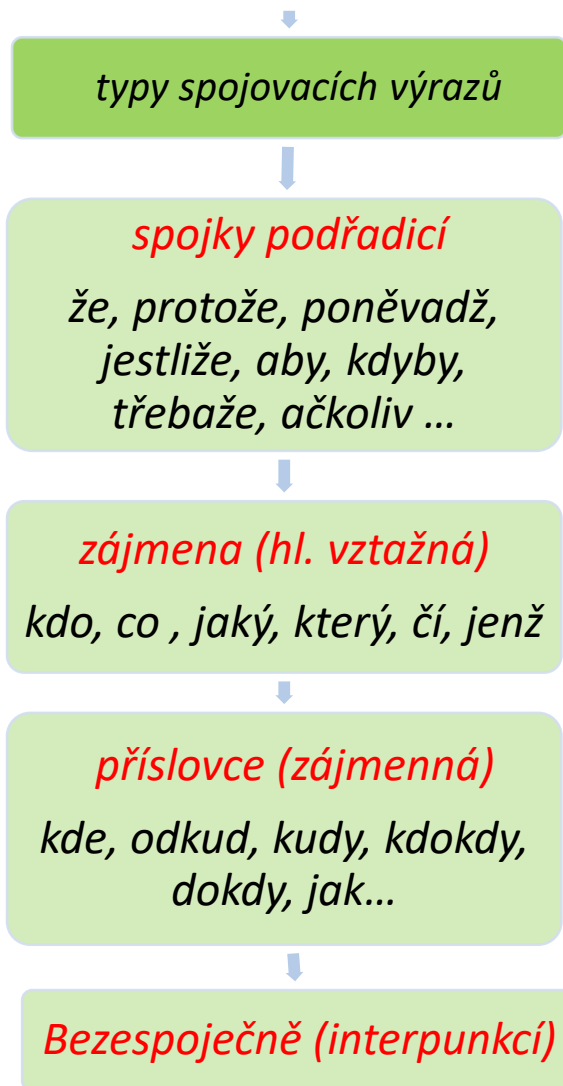 typy spojovacích výrazů
spojky podřadicí
že, protože, poněvadž,
jestliže, aby, kdyby,
třebaže, ačkoliv ...
zájmena (hl. vztažná)
kdo, co , jaký, který, čí, jenž
příslovce (zájmenná)
kde, odkud, kudy, kdokdy,
dokdy, jak...
Bezespoječně (interpunkcí)